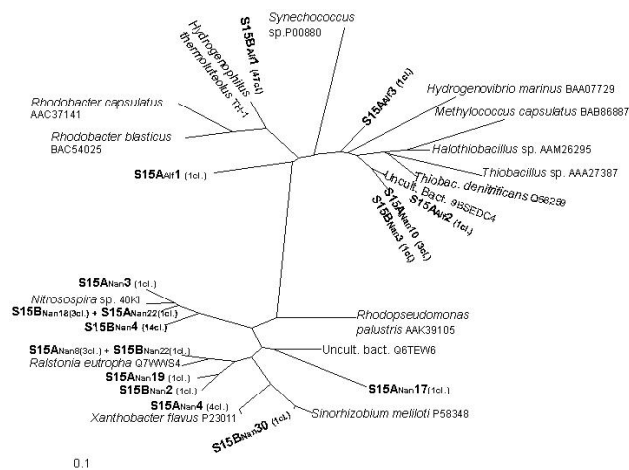 Synechococcus
sp.P00880
S15BAlf1 (47cl)
Hydrogenophilus
thermoluteolus TH-1
S15AAlf3 (1cl.)
Hydrogenovibrio marinus BAA07729
Methylococcus capsulatus BAB86887
Rhodobacter capsulatus
AAC37141
Rhodobacter blasticus
BAC54025
Halothiobacillus sp. AAM26295
Thiobacillus sp. AAA27387
S15AAlf1 (1cl.)
Thiobac. denitrificans Q56259
Uncult. Bact. 9BSEDC4
S15AAlf2 (1cl.)
S15ANan10 (3cl.)
S15BNan3 (1cl.)
S15ANan3 (1cl.)
Nitrosospira sp. 40KI
S15BNan18(3cl.) + S15ANan22(1cl.)
S15BNan4 (14cl.)
Rhodopseudomonas
palustris AAK39105
S15ANan8(3cl.) + S15BNan22(1cl.)
Uncult. bact. Q6TEW6
Ralstonia eutropha Q7WWS4
S15ANan19 (1cl.)
S15ANan17(1cl.)
S15BNan2 (1cl.)
S15ANan4 (4cl.)
Xanthobacter flavus P23011
Sinorhizobium meliloti P58348
S15BNan30 (1cl.)
0.1